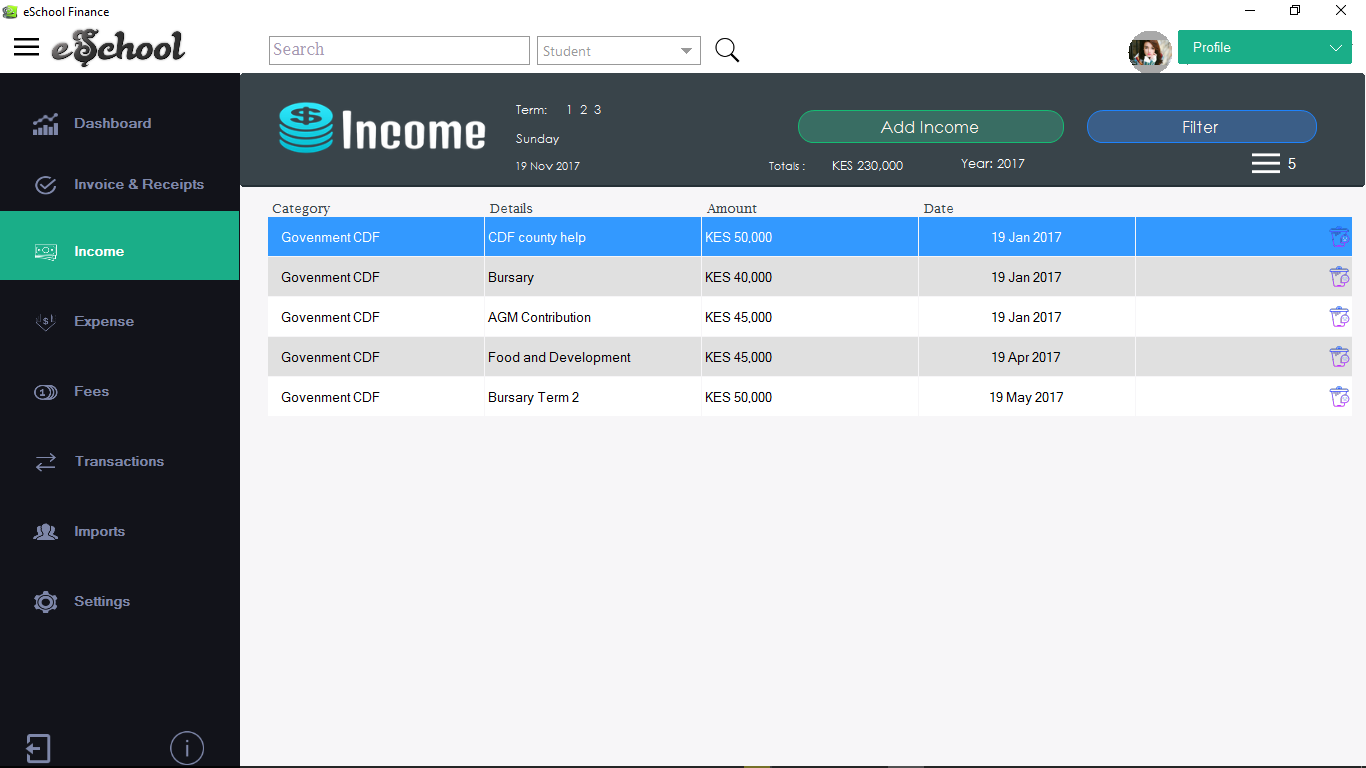 eSchool Finance
eSchool
Search
Student
Profile
Dashboard
Invoice & Receipts
Income
Expense
Fees
Transactions
Imports
Settings
Income
Term: 1 2 3
Sunday
19 Nov 2017
Add Income
Filter
Totals : KES 230,000
Year: 2017
5
Category Details Amount Date
Govenment CDF CDF county help KES 50,000 19 Jan 2017
Govenment CDF Bursary KES 40,000 19 Jan 2017
Govenment CDF AGM Contribution KES 45,000 19 Jan 2017
Govenment CDF Food and Development KES 45,000 19 Apr 2017
Govenment CDF Bursary Term 2 KES 50,000 19 May 2017